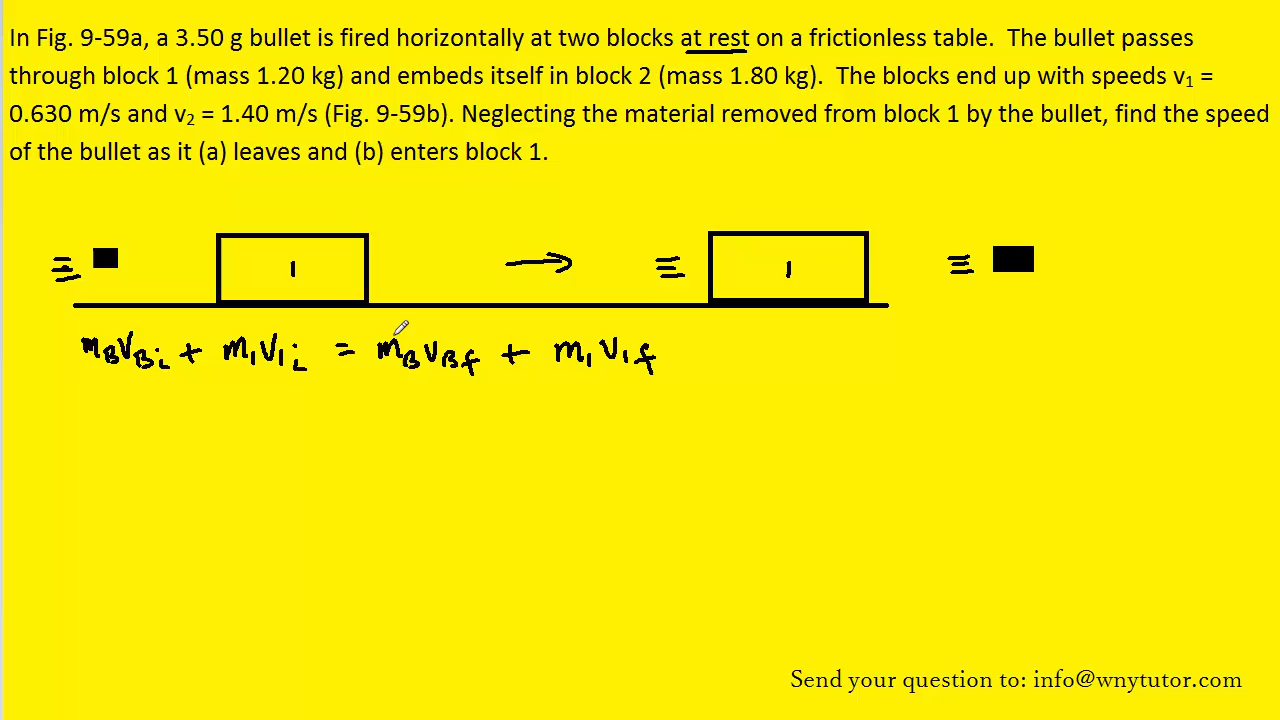 In Fig. 9-59a, a 3.50 g bullet is fired horizontally at two blocks at rest on a frictionless table.  The bullet passes
through block 1 (mass 1.20 kg) and embeds itself in block 2 (mass 1.80 kg).  The blocks end up with speeds v₁ =
0.630 m/s and v₂ = 1.40 m/s (Fig. 9-59b). Neglecting the material removed from block 1 by the bullet, find the speed
of the bullet as it (a) leaves and (b) enters block 1.
1 → 1
m_B v_Bi + m₁ v₁i = m_B v_Bf + m₁ v₁f
Send your question to: info@wnytutor.com